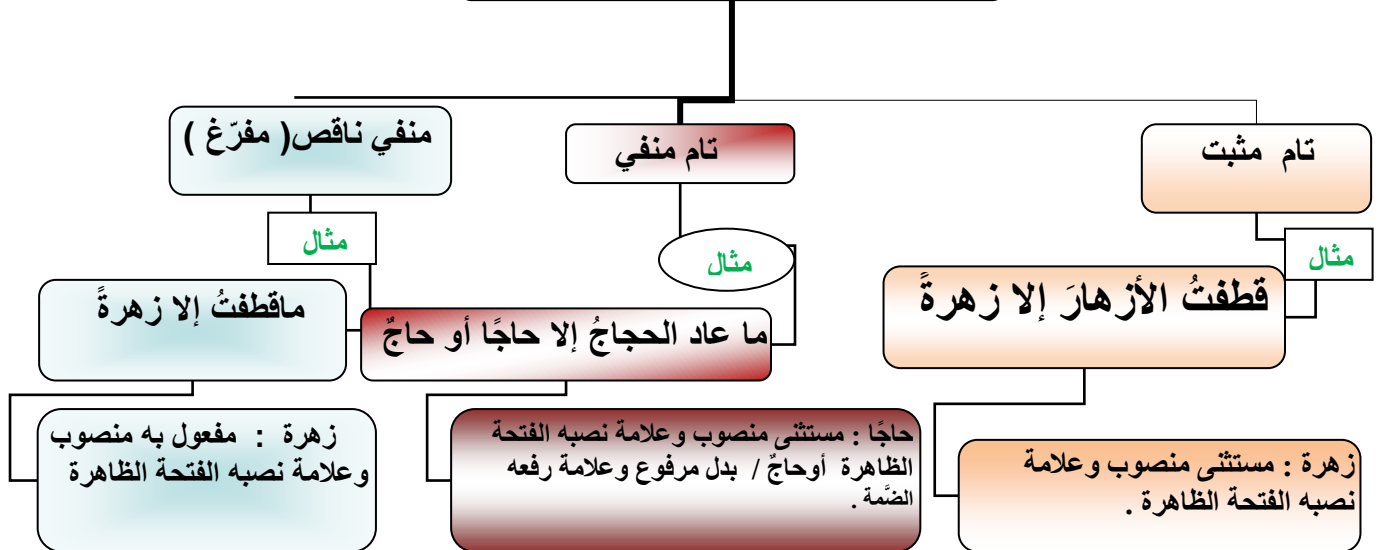 تام مثبت
تام منفي
منفي ناقص( مفرّغ )
مثال
مثال
مثال
قطفتُ الأزهارَ إلا زهرةً
ما عاد الحجاجُ إلا حاجًا أو حاجٌ
ماقطفتُ إلا زهرةً
زهرة : مستثنى منصوب وعلامة
نصبه الفتحة الظاهرة .
حاجًا : مستثنى منصوب وعلامة نصبه الفتحة
الظاهرة أوحاجٌ / بدل مرفوع وعلامة رفعه
الضَّمة .
زهرة : مفعول به منصوب
وعلامة نصبه الفتحة الظاهرة